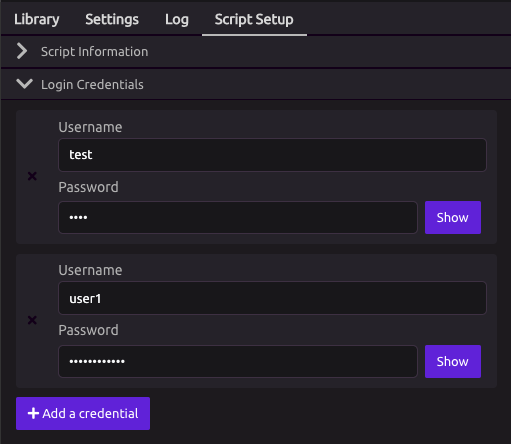 Library Settings Log Script Setup
Script Information
Login Credentials
Username
test
Password
•••• Show
Username
user1
Password
•••••••••••• Show
+ Add a credential